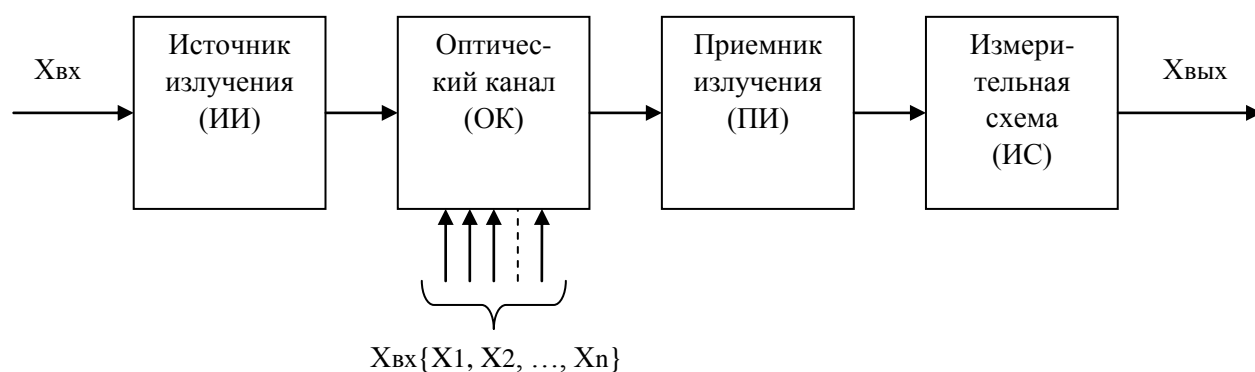 Xвх
Источник
излучения
(ИИ)
Оптичес-
кий канал
(ОК)
Приемник
излучения
(ПИ)
Измери-
тельная
схема
(ИС)
Xвых
Xвх{X1, X2, …, Xn}